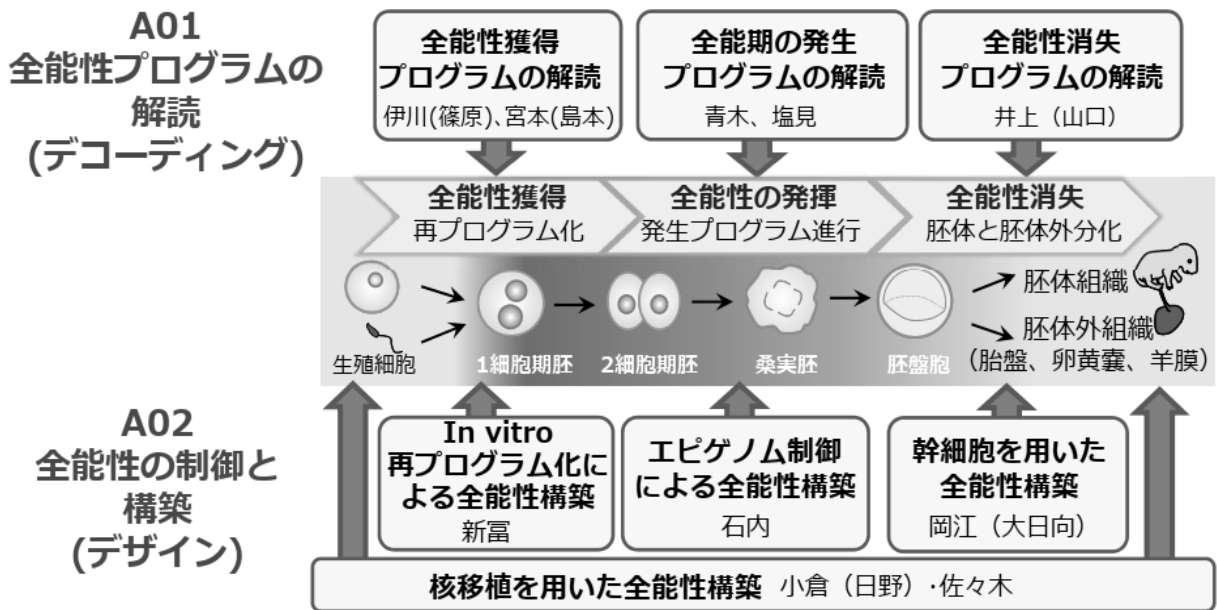 A01
全能性プログラムの
解読
(デコーディング)
全能性獲得
プログラムの解読
伊川(篠原)、宮本(島本)
全能期の発生
プログラムの解読
青木、塩見
全能性消失
プログラムの解読
井上（山口）
全能性獲得
再プログラム化
全能性の発揮
発生プログラム進行
全能性消失
胚体と胚体外分化
生殖細胞
1細胞期胚
2細胞期胚
桑実胚
胚盤胞
胚体組織
胚体外組織
(胎盤、卵黄嚢、羊膜)
A02
全能性の制御と
構築
(デザイン)
In vitro
再プログラム化に
よる全能性構築
新冨
エピゲノム制御
による全能性構築
石内
幹細胞を用いた
全能性構築
岡江（大日向）
核移植を用いた全能性構築 小倉（日野）・佐々木